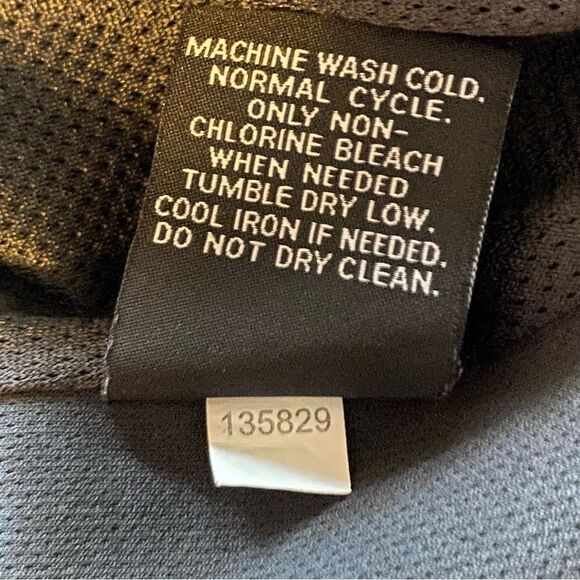 MACHINE WASH COLD.
NORMAL CYCLE.
ONLY NON-
CHLORINE BLEACH
WHEN NEEDED
TUMBLE DRY LOW.
COOL IRON IF NEEDED.
DO NOT DRY CLEAN.
135829